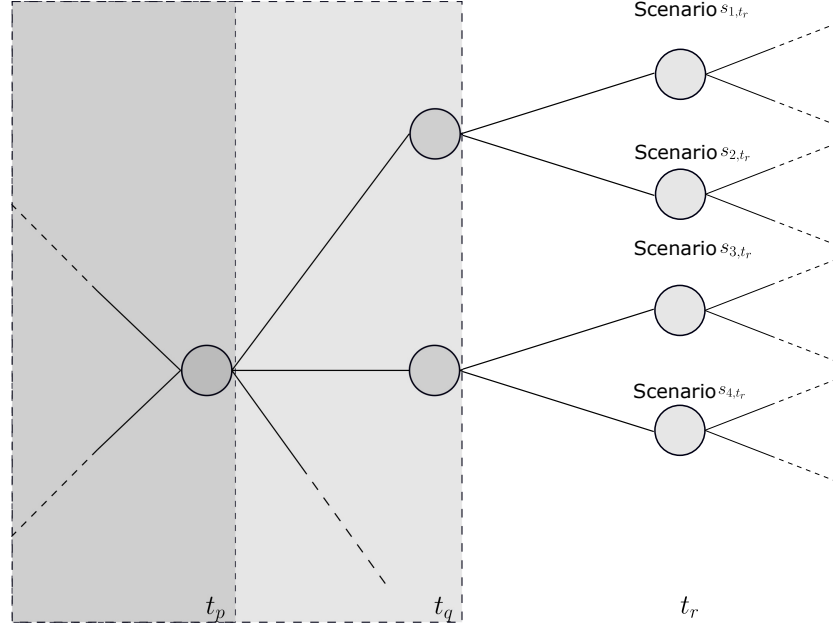 Scenario s_{1,t_r}
Scenario s_{2,t_r}
Scenario s_{3,t_r}
Scenario s_{4,t_r}
t_p t_q t_r